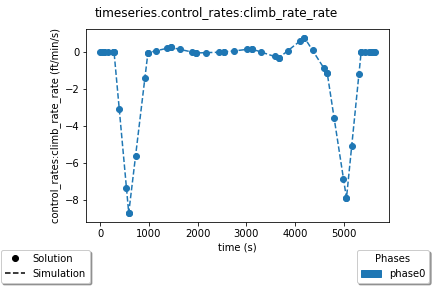 timeseries.control_rates:climb_rate_rate
control_rates:climb_rate_rate (ft/min/s)
0
−2
−4
−6
−8
0
1000
2000
3000
4000
5000
time (s)
Solution
Simulation
Phases
phase0